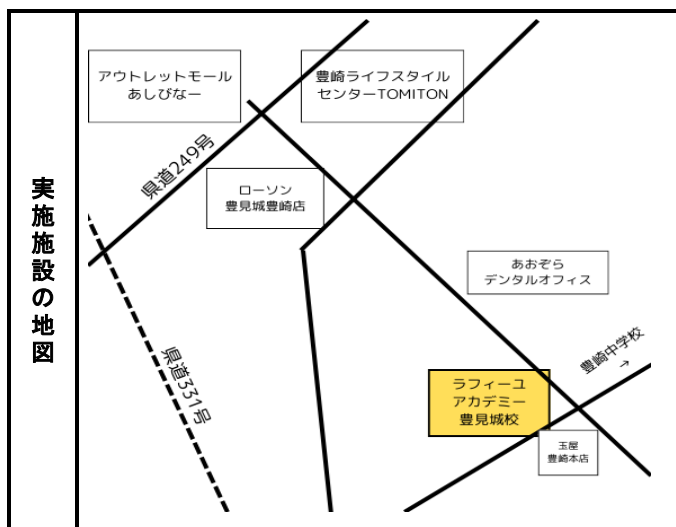 実施施設の地図
アウトレットモール
あしびなー
豊崎ライフスタイル
センターTOMITON
県道249号
ローソン
豊見城豊崎店
あおぞら
デンタルオフィス
豊崎中学校
→
県道331号
ラフィーユ
アカデミー
豊見城校
玉屋
豊崎本店